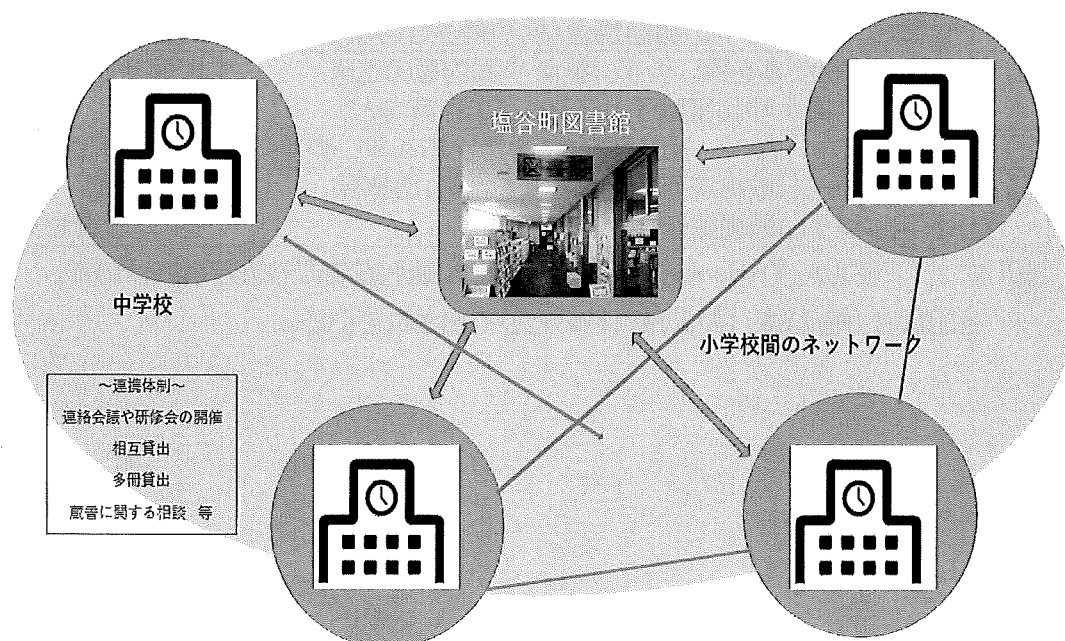 塩谷町図書館
図書館
中学校
小学校間のネットワーク
～連携体制～
連絡会議や研修会の開催
相互貸出
多冊貸出
蔵書に関する相談　等